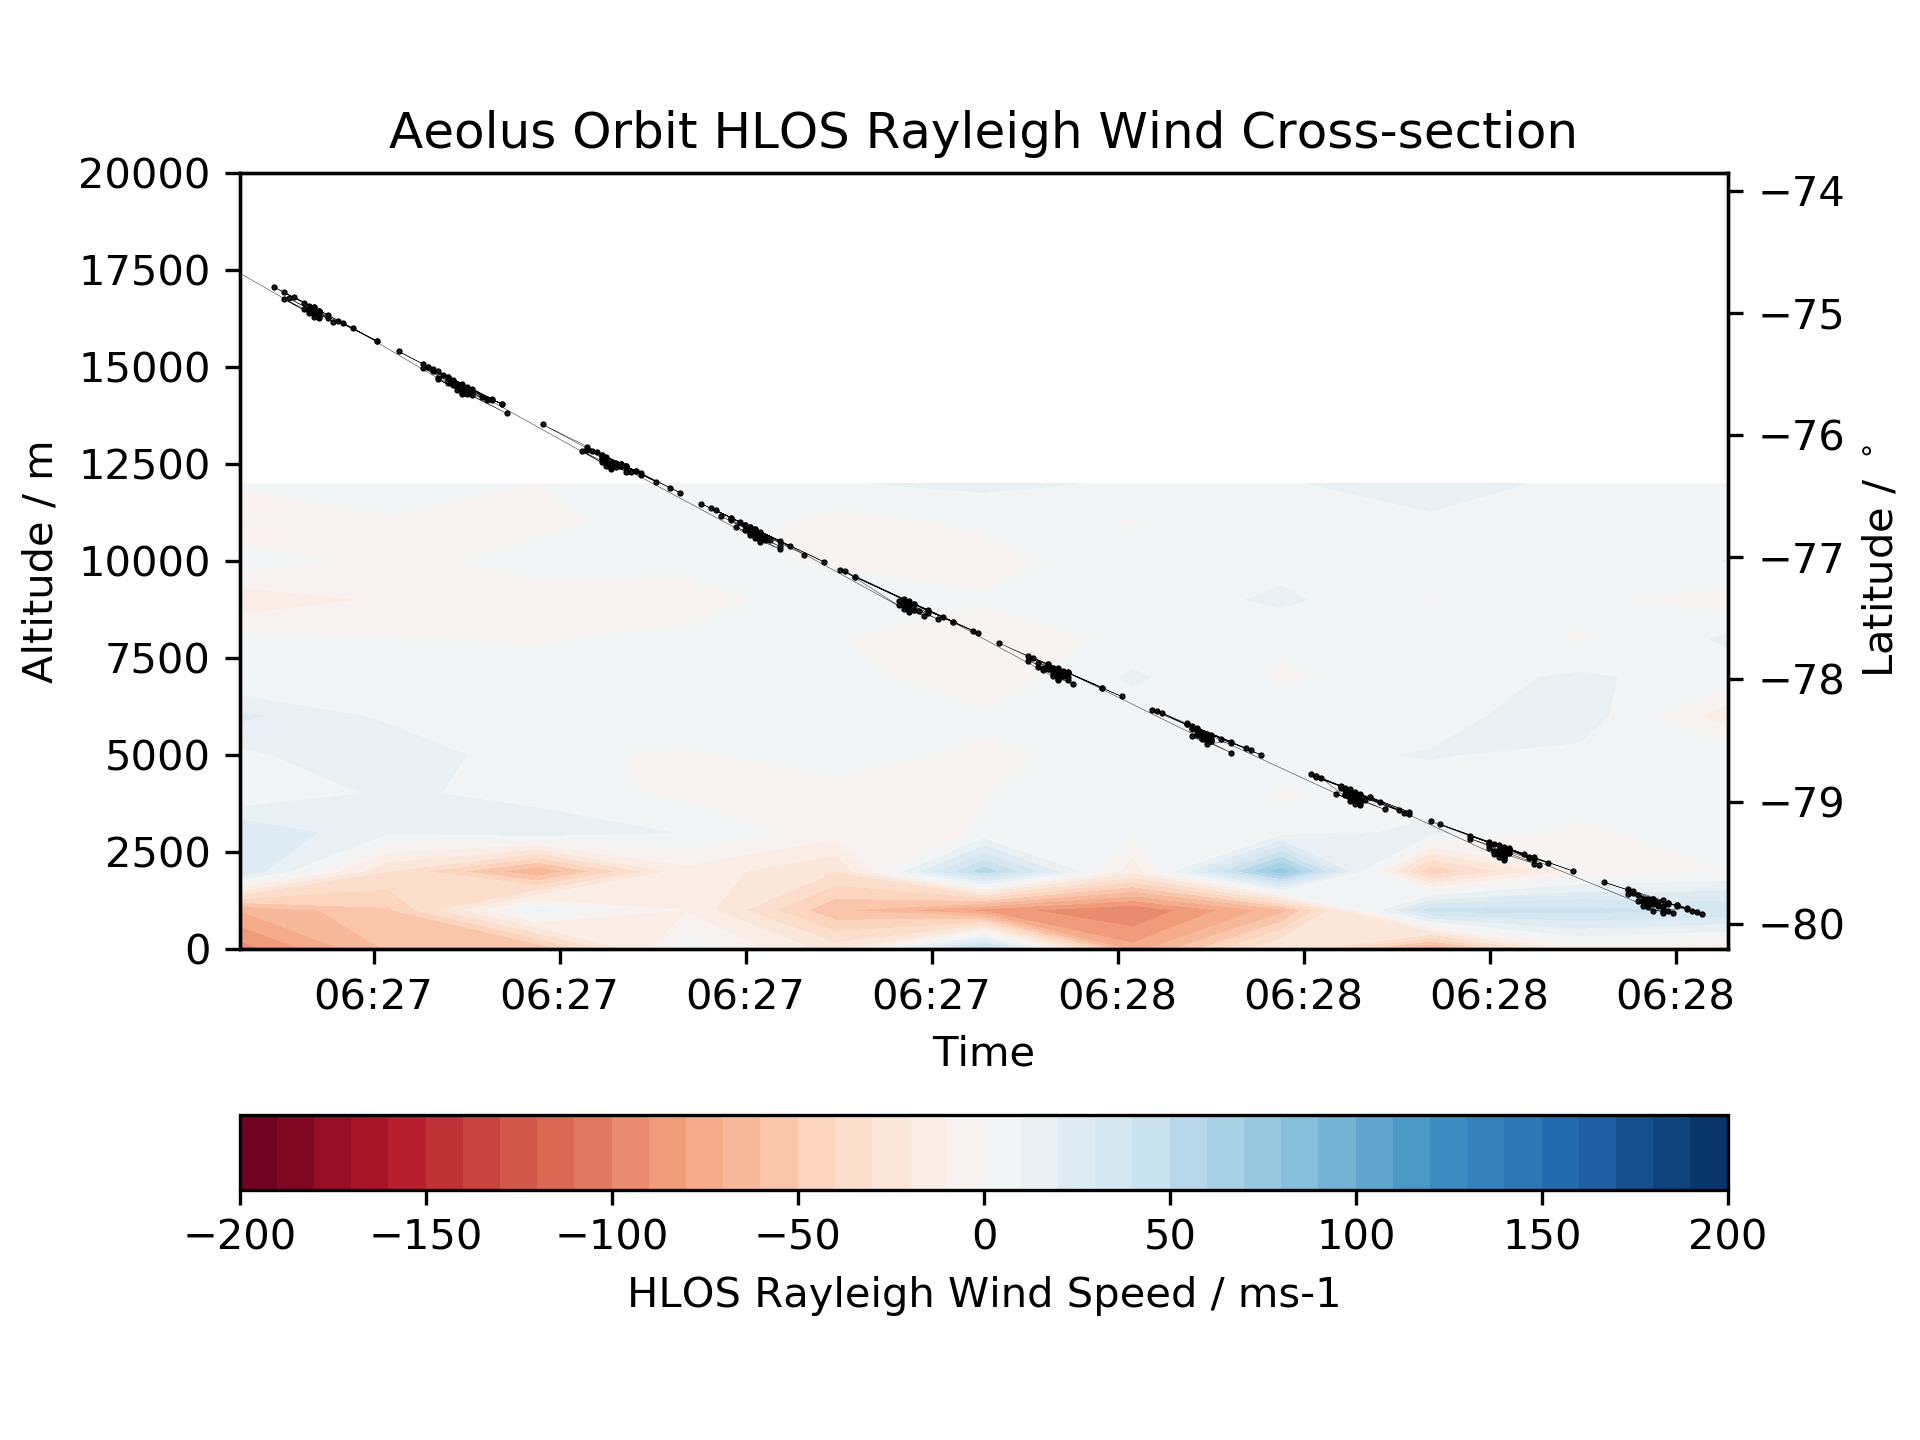 Aeolus Orbit HLOS Rayleigh Wind Cross-section
20000
17500
15000
12500
10000
7500
5000
2500
0
Altitude / m
−74
−75
−76
−77
−78
−79
−80
Latitude / °
06:27 06:27 06:27 06:27 06:28 06:28 06:28 06:28
Time
−200 −150 −100 −50 0 50 100 150 200
HLOS Rayleigh Wind Speed / ms-1